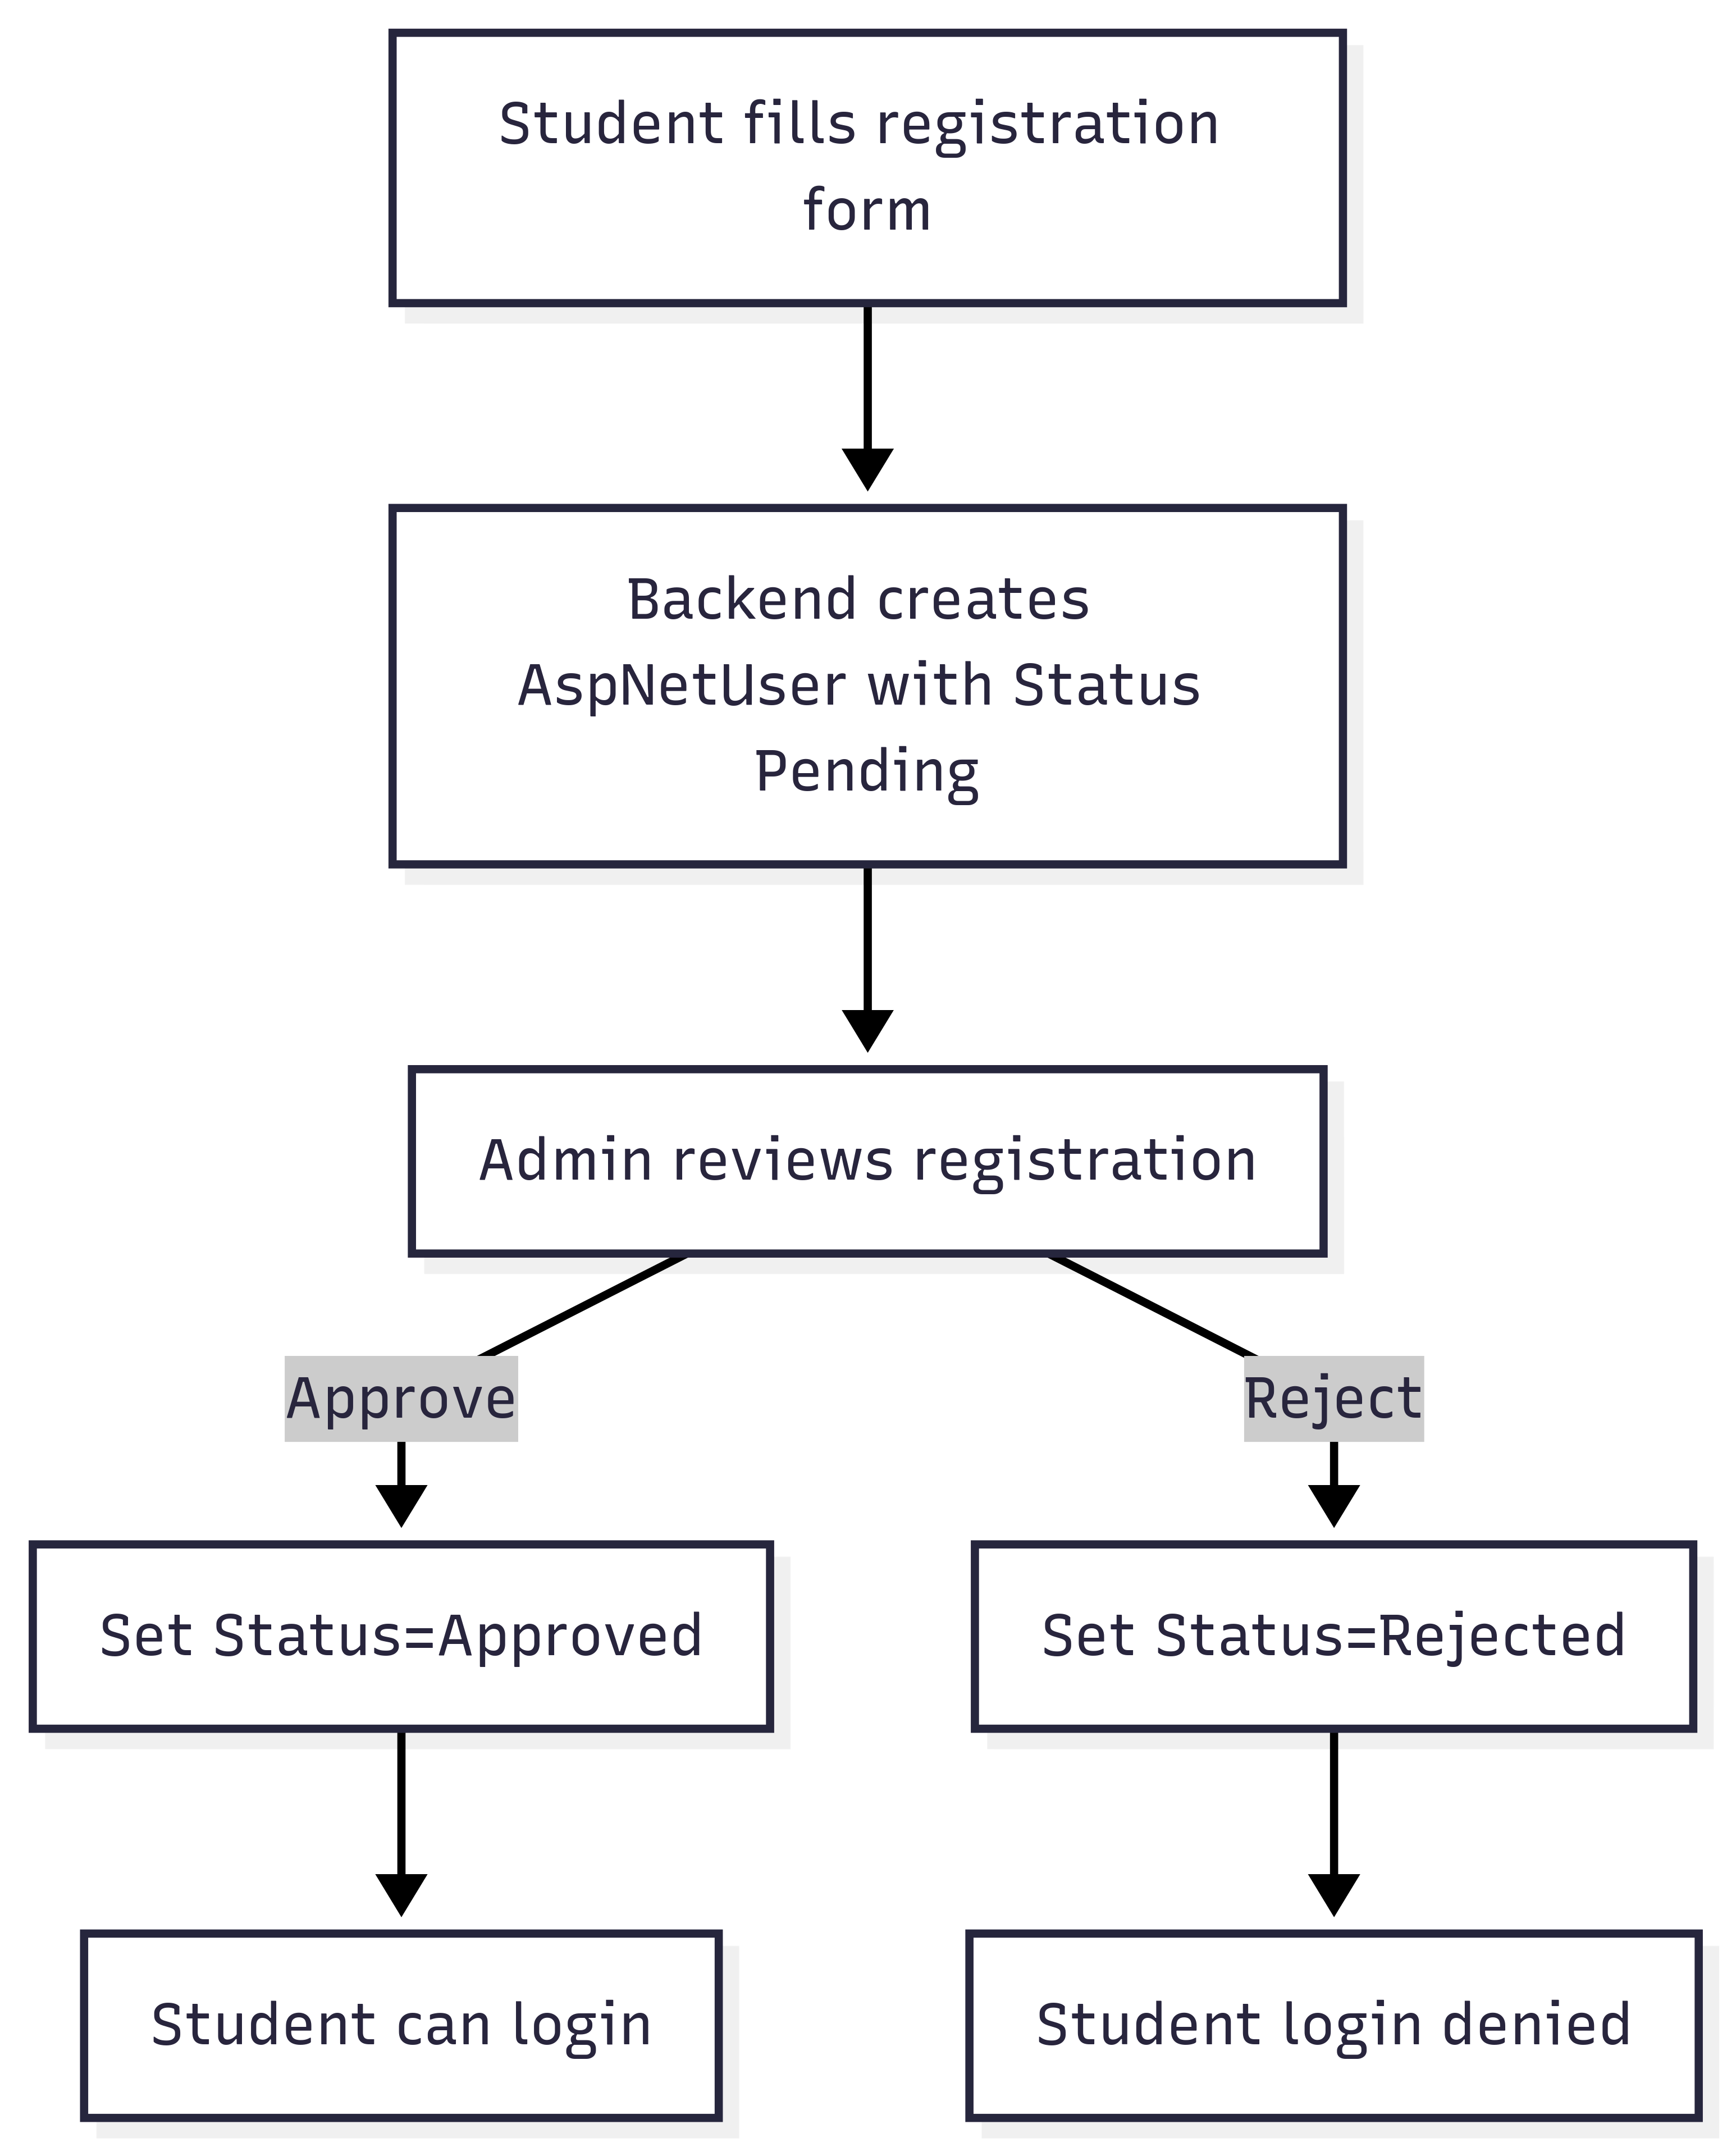 Student fills registration
form
Backend creates
AspNetUser with Status
Pending
Admin reviews registration
Approve
Reject
Set Status=Approved
Set Status=Rejected
Student can login
Student login denied